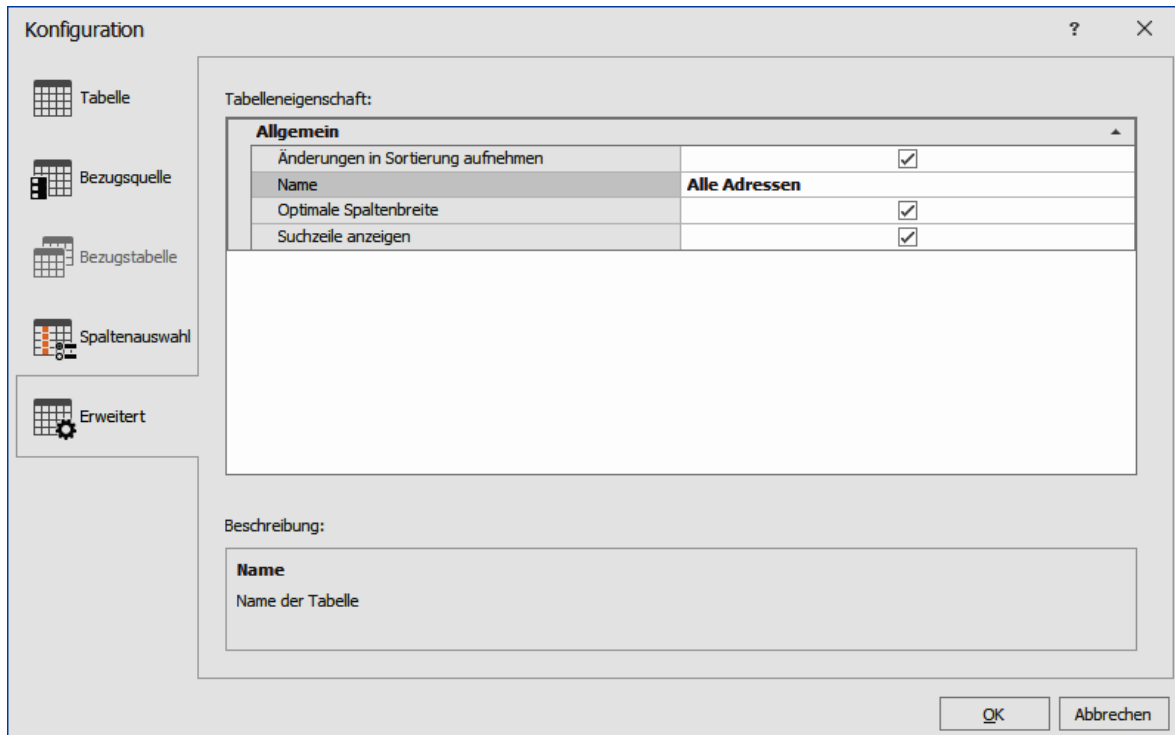 Konfiguration
?
Tabelle
Bezugsquelle
Bezugstabelle
Spaltenauswahl
Erweitert
Tabelleneigenschaft:
Allgemein
Änderungen in Sortierung aufnehmen
Name Alle Adressen
Optimale Spaltenbreite
Suchzeile anzeigen
Beschreibung:
Name
Name der Tabelle
OK Abbrechen